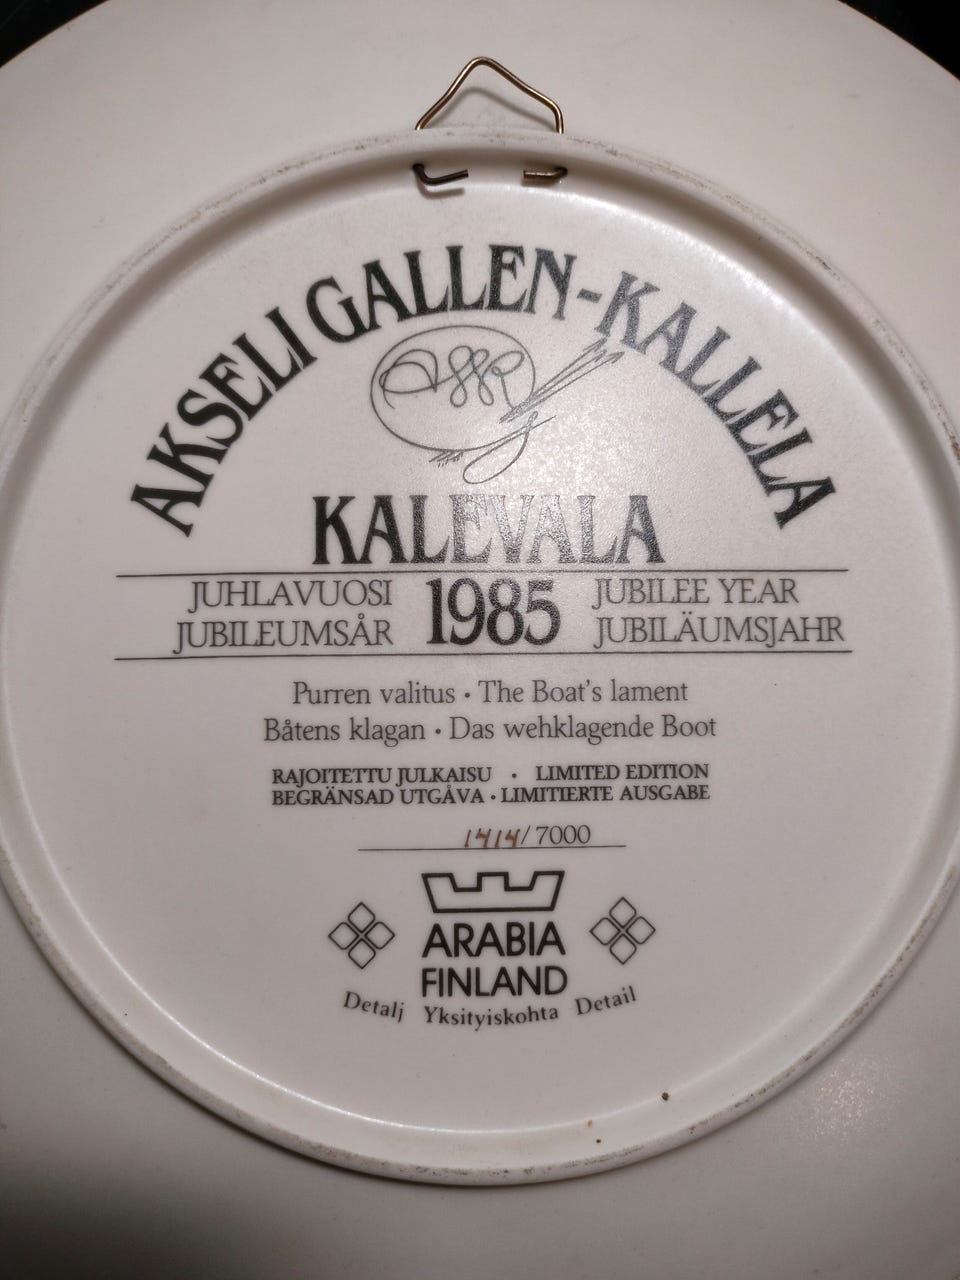 AKSELI GALLEN-KALLELA
KALEVALA
JUHLAVUOSI 1985 JUBILEE YEAR
JUBILEUMSÅR JUBILÄUMSJAHR
Purren valitus · The Boat's lament
Båtens klagan · Das wehklagende Boot
RAJOITETTU JULKAISU · LIMITED EDITION
BEGRÄNSAD UTGÅVA · LIMITIERTE AUSGABE
1414/7000
ARABIA
FINLAND
Detalj Yksityiskohta Detail